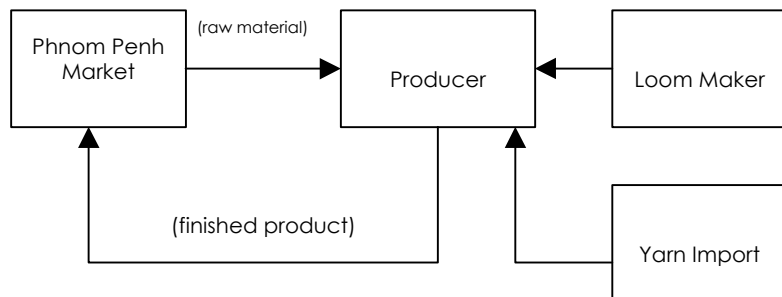 (raw material)
Phnom Penh
Market
Producer
Loom Maker
(finished product)
Yarn Import